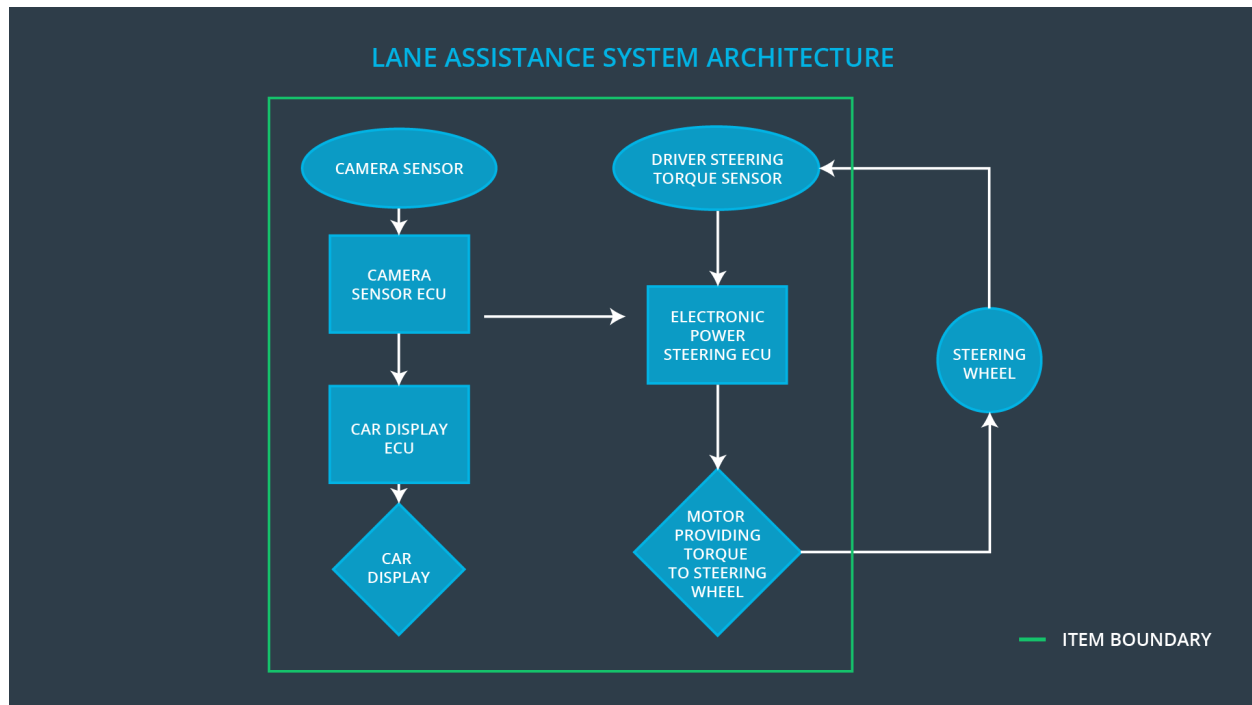 LANE ASSISTANCE SYSTEM ARCHITECTURE
CAMERA SENSOR
CAMERA
SENSOR ECU
CAR DISPLAY
ECU
CAR
DISPLAY
DRIVER STEERING
TORQUE SENSOR
ELECTRONIC
POWER
STEERING ECU
MOTOR
PROVIDING
TORQUE
TO STEERING
WHEEL
STEERING
WHEEL
ITEM BOUNDARY